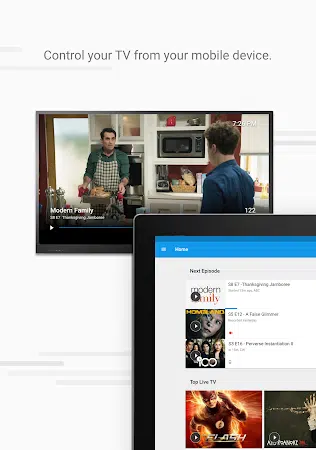 Control your TV from your mobile device.
7:26 PM
Modern Family
S8 E7 · Thanksgiving Jamboree
122
Home
Next Episode
modern
family
S8 E7 · Thanksgiving Jamboree
HOMELAND
S5 E12 · A False Glimmer
THE
100
S3 E16 · Perverse Instantiation II
Top Live TV
THE
FLASH